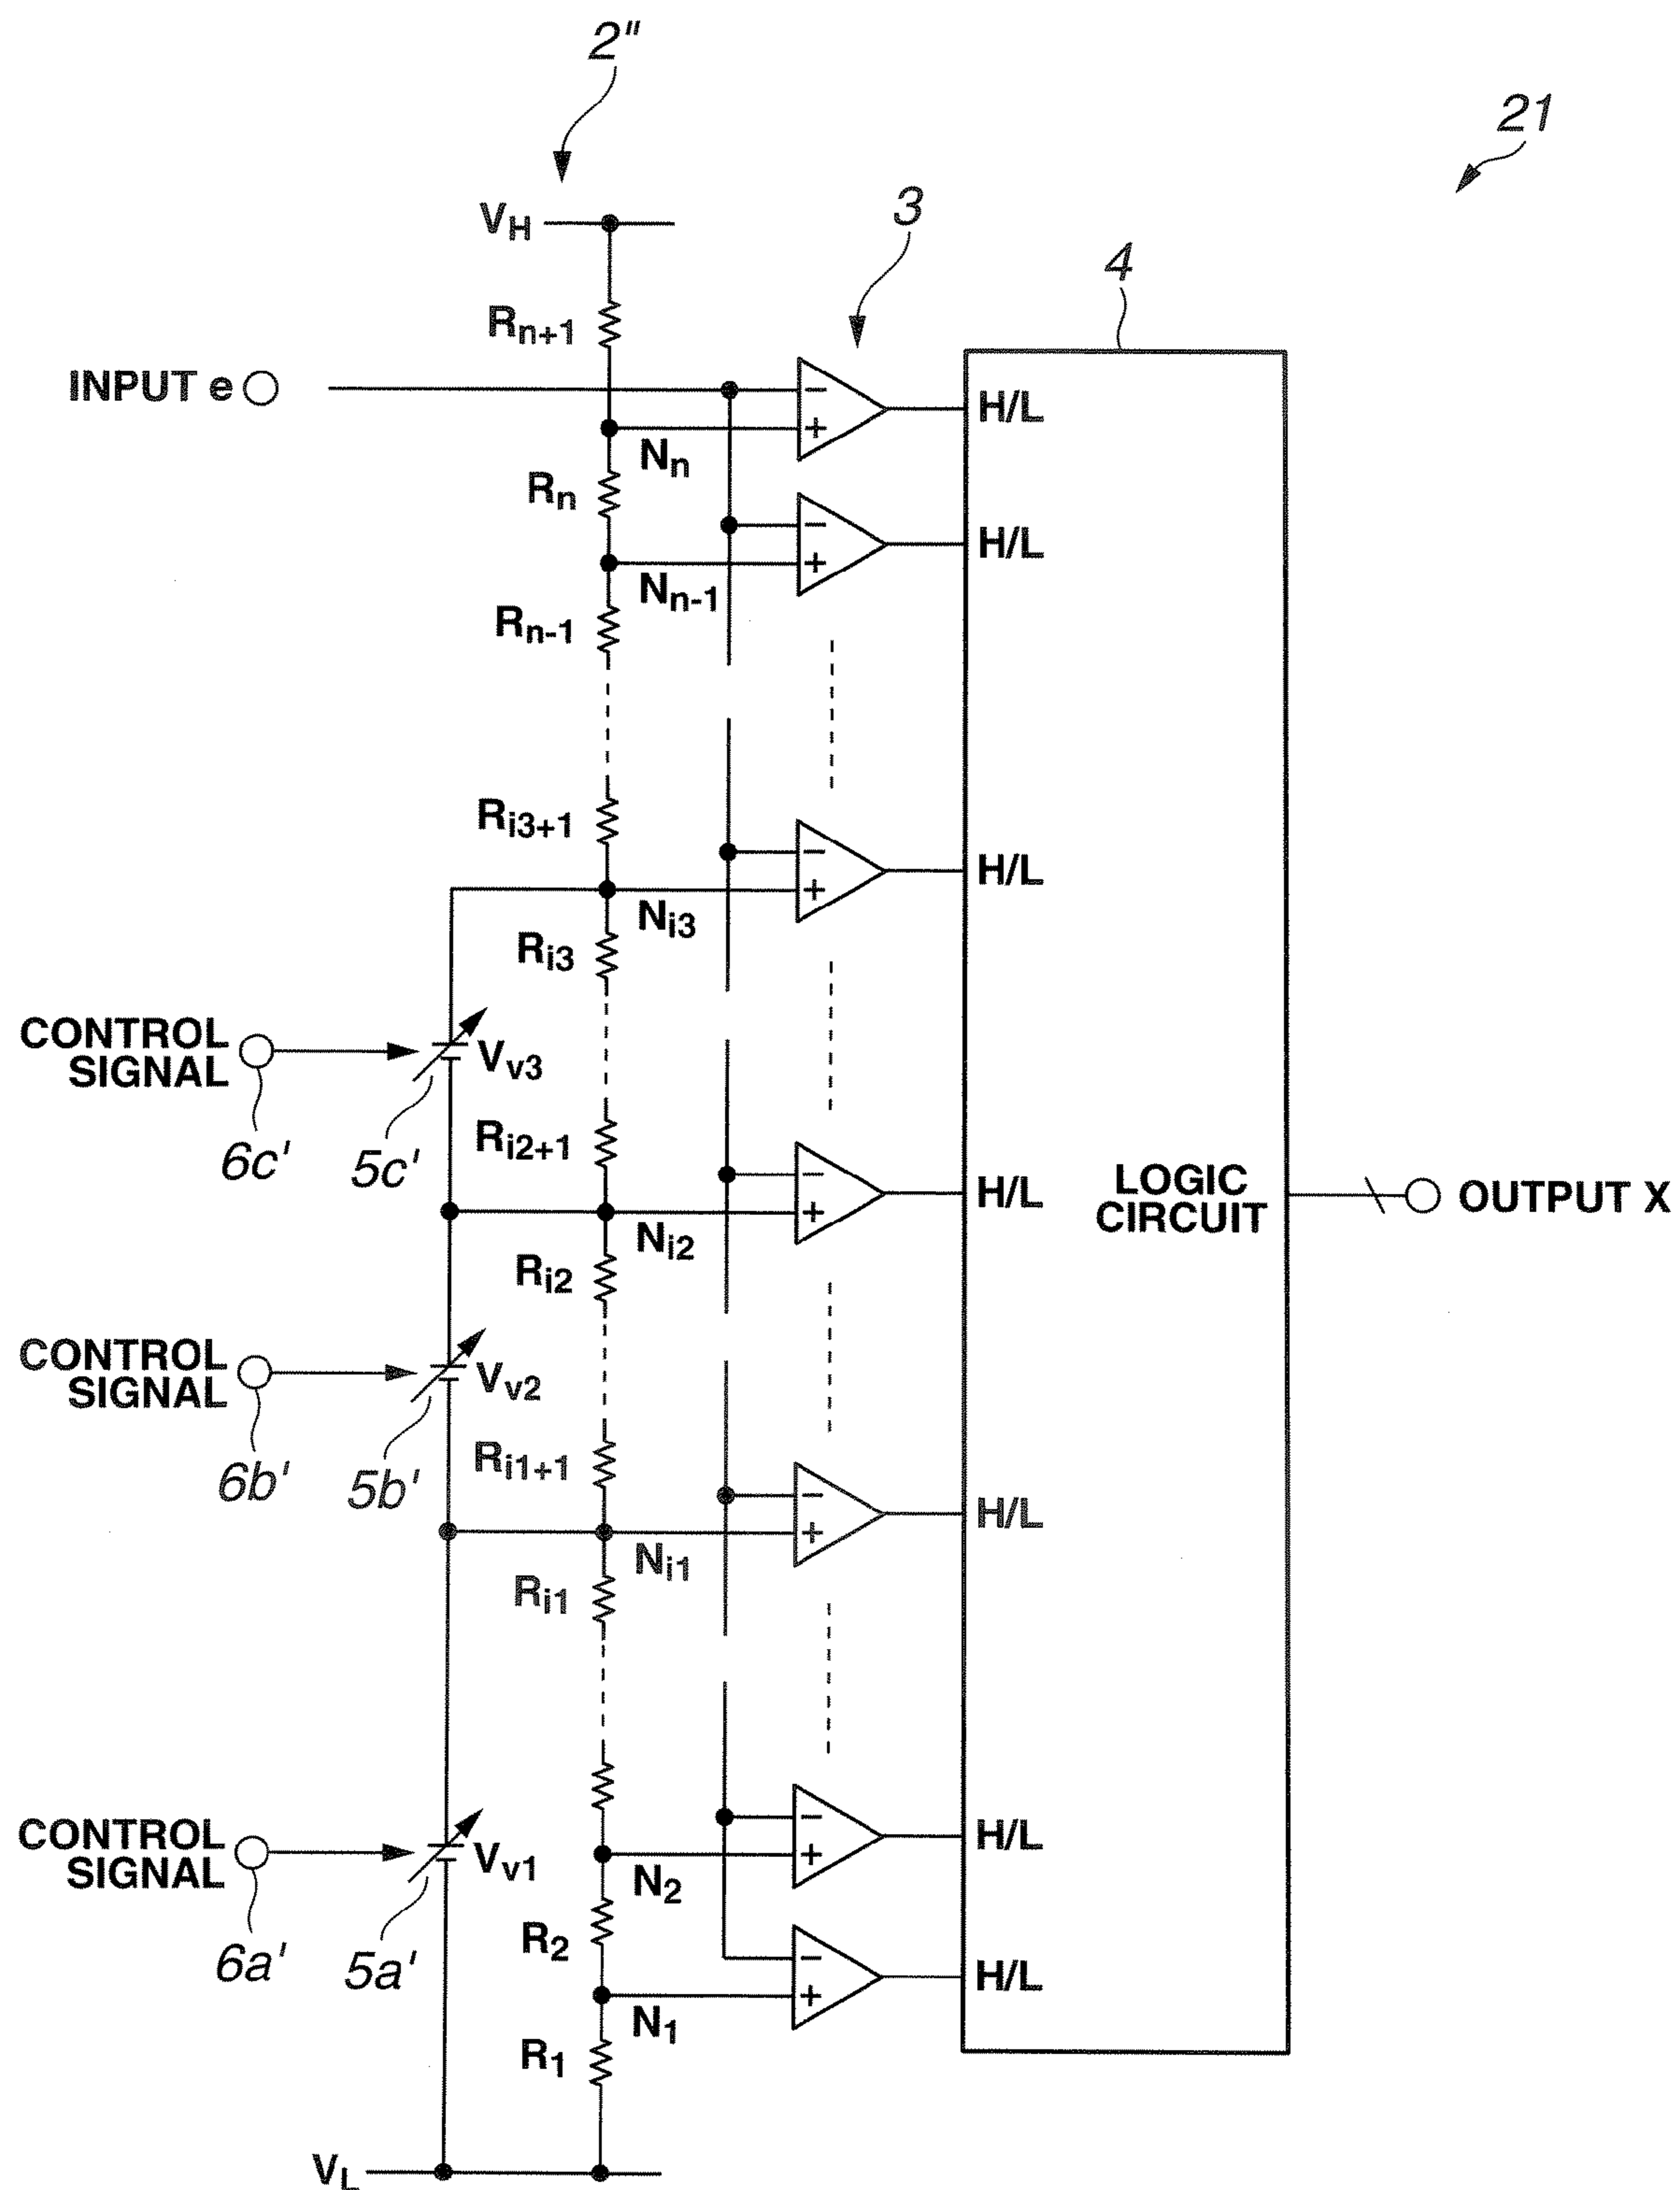 2"
21
VH
3
4
Rn+1
INPUT e
H/L
Nn
Rn
H/L
Nn-1
Rn-1
Ri3+1
H/L
Ni3
Ri3
CONTROL
SIGNAL
Vv3
6c'
5c'
Ri2+1
H/L
LOGIC
CIRCUIT
OUTPUT X
Ni2
Ri2
CONTROL
SIGNAL
Vv2
6b'
5b'
Ri1+1
H/L
Ni1
Ri1
CONTROL
SIGNAL
Vv1
H/L
N2
6a'
5a'
R2
H/L
N1
R1
VL